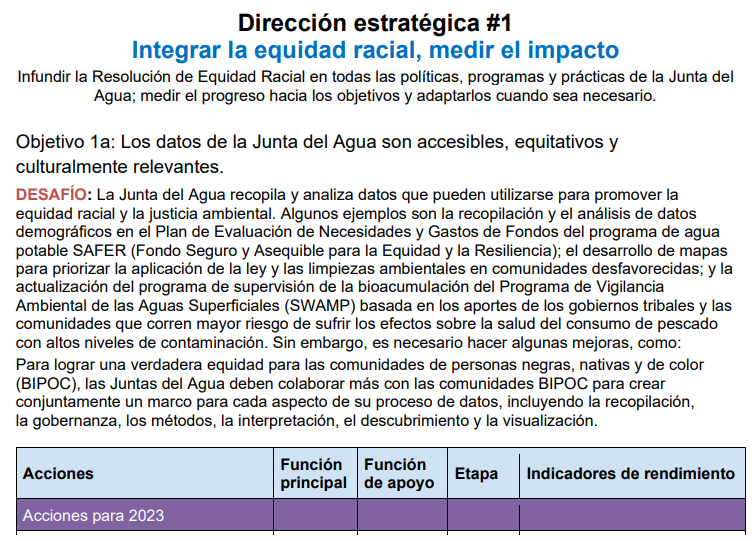 Dirección estratégica #1
Integrar la equidad racial, medir el impacto
Infundir la Resolución de Equidad Racial en todas las políticas, programas y prácticas de la Junta del
Agua; medir el progreso hacia los objetivos y adaptarlos cuando sea necesario.
Objetivo 1a: Los datos de la Junta del Agua son accesibles, equitativos y
culturalmente relevantes.
DESAFÍO: La Junta del Agua recopila y analiza datos que pueden utilizarse para promover la
equidad racial y la justicia ambiental. Algunos ejemplos son la recopilación y el análisis de datos
demográficos en el Plan de Evaluación de Necesidades y Gastos de Fondos del programa de agua
potable SAFER (Fondo Seguro y Asequible para la Equidad y la Resiliencia); el desarrollo de mapas
para priorizar la aplicación de la ley y las limpiezas ambientales en comunidades desfavorecidas; y la
actualización del programa de supervisión de la bioacumulación del Programa de Vigilancia
Ambiental de las Aguas Superficiales (SWAMP) basada en los aportes de los gobiernos tribales y las
comunidades que corren mayor riesgo de sufrir los efectos sobre la salud del consumo de pescado
con altos niveles de contaminación. Sin embargo, es necesario hacer algunas mejoras, como:
Para lograr una verdadera equidad para las comunidades de personas negras, nativas y de color
(BIPOC), las Juntas del Agua deben colaborar más con las comunidades BIPOC para crear
conjuntamente un marco para cada aspecto de su proceso de datos, incluyendo la recopilación,
la gobernanza, los métodos, la interpretación, el descubrimiento y la visualización.
Acciones Función principal Función de apoyo Etapa Indicadores de rendimiento
Acciones para 2023